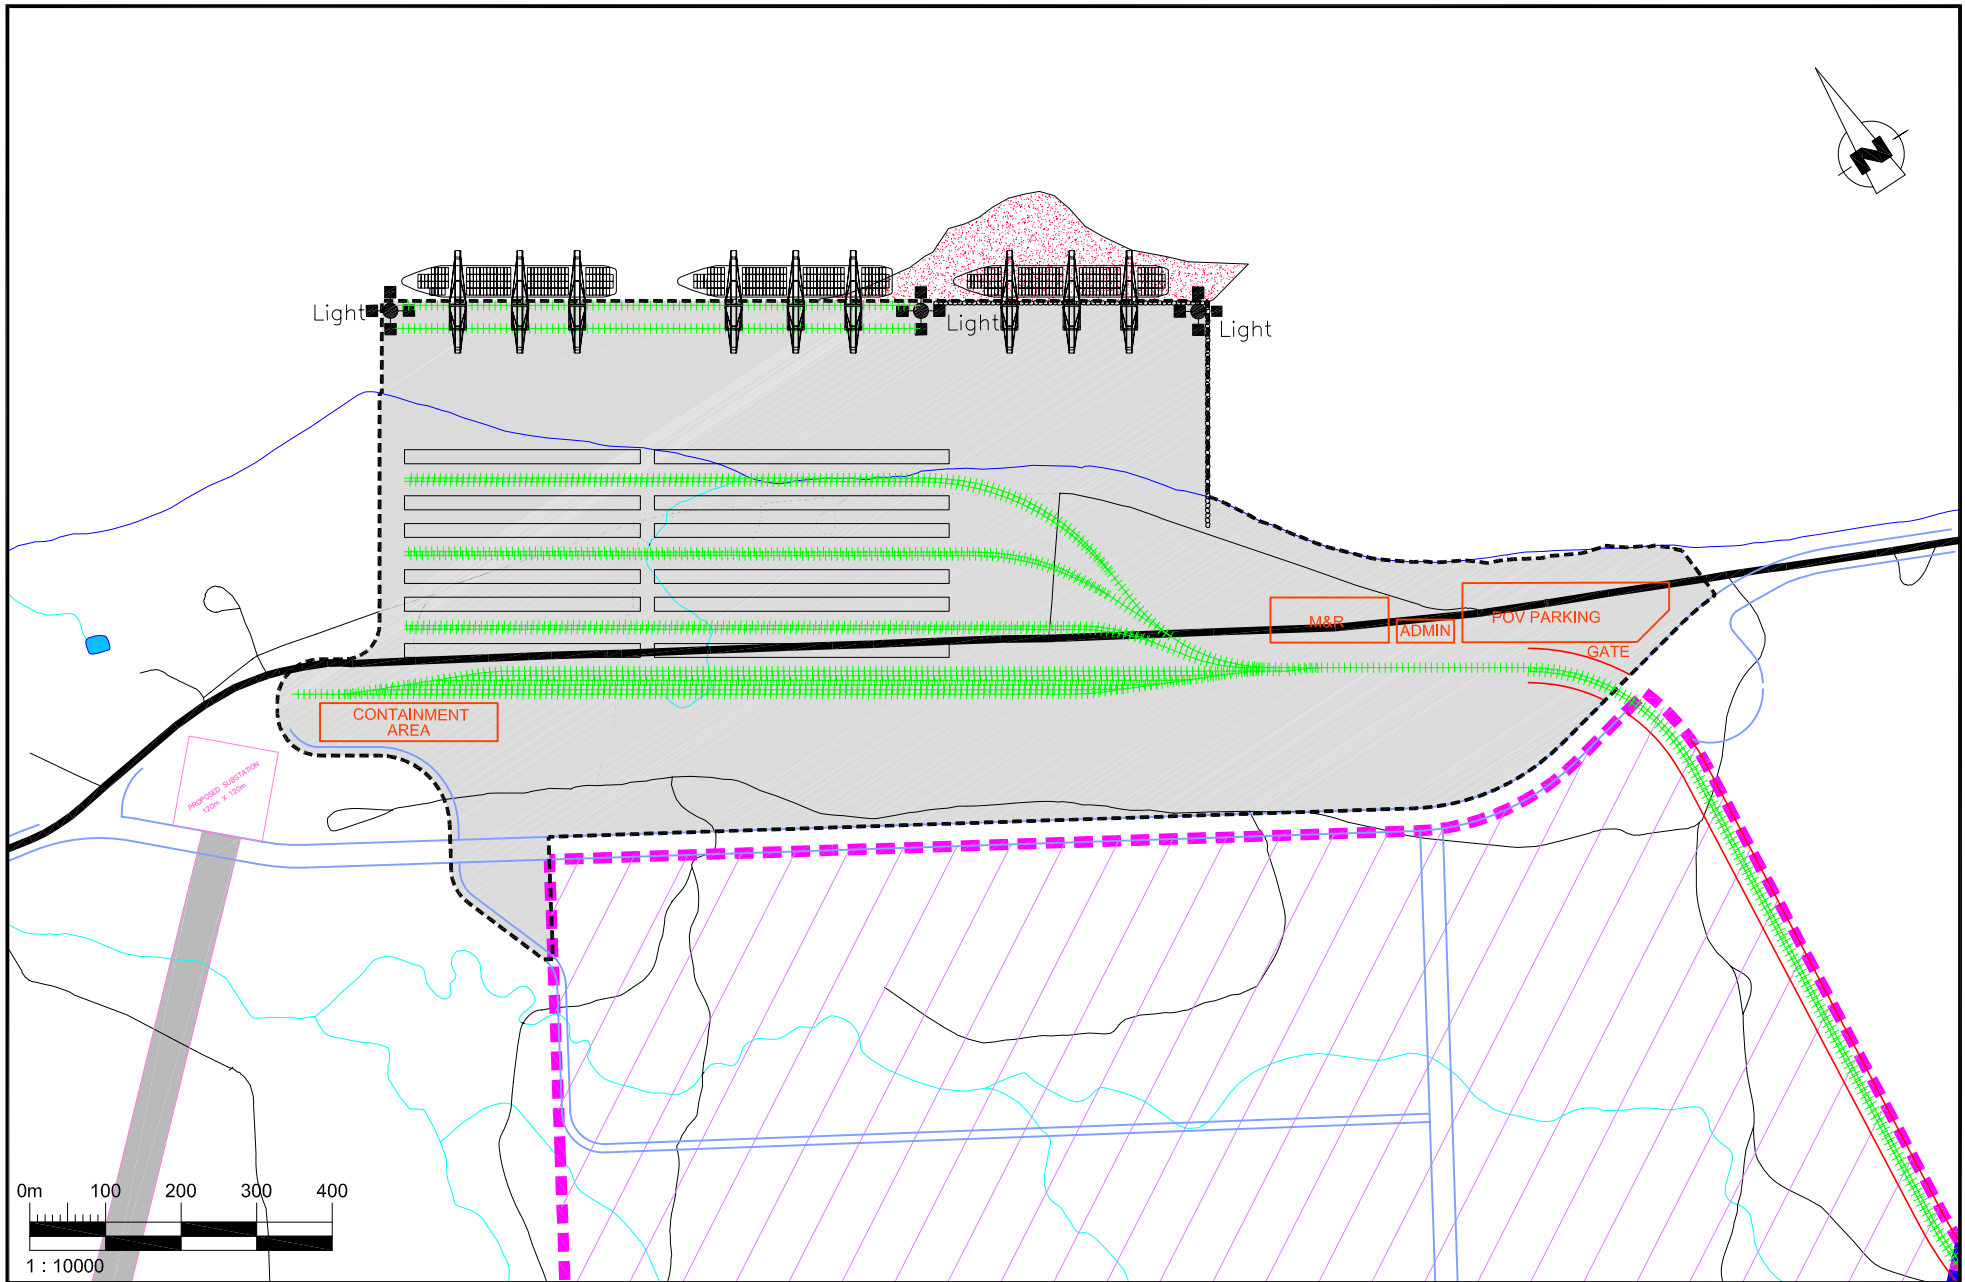 N
Light
Light
Light
M&R
ADMIN
POV PARKING
GATE
CONTAINMENT
AREA
PROPOSED SUBSTATION
120m X 120m
0m 100 200 300 400
1 : 10000